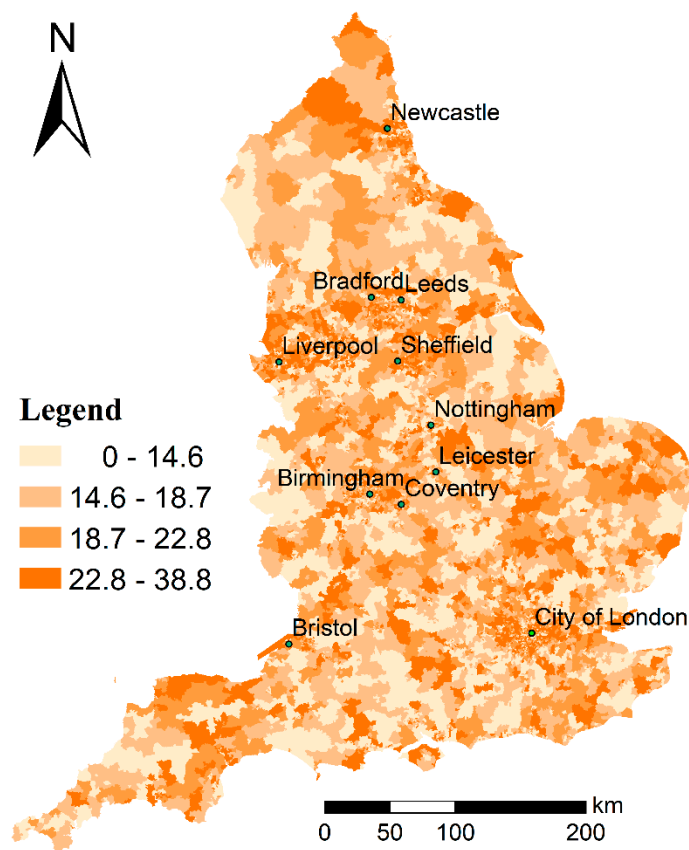 N
Newcastle
Bradford Leeds
Liverpool Sheffield
Legend
Nottingham
0 - 14.6
Leicester
14.6 - 18.7
Birmingham
Coventry
18.7 - 22.8
22.8 - 38.8
Bristol
City of London
km
0 50 100 200